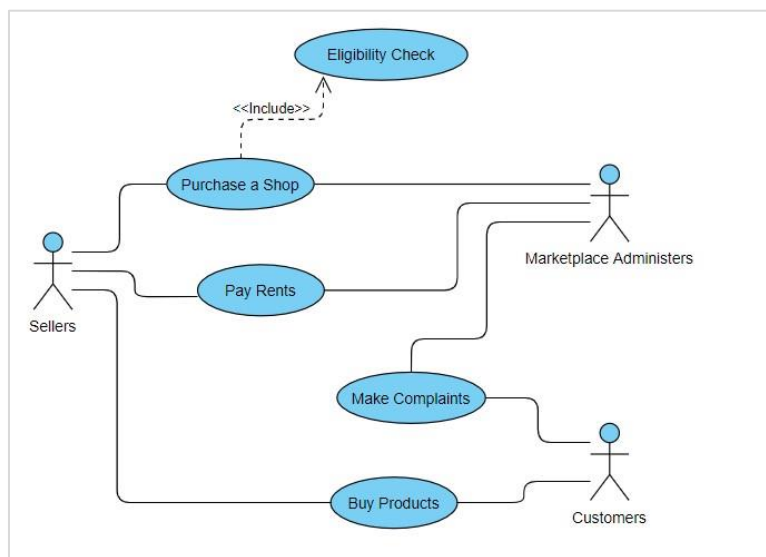 Eligibility Check
<<Include>>
Purchase a Shop
Marketplace Administers
Pay Rents
Sellers
Make Complaints
Buy Products
Customers